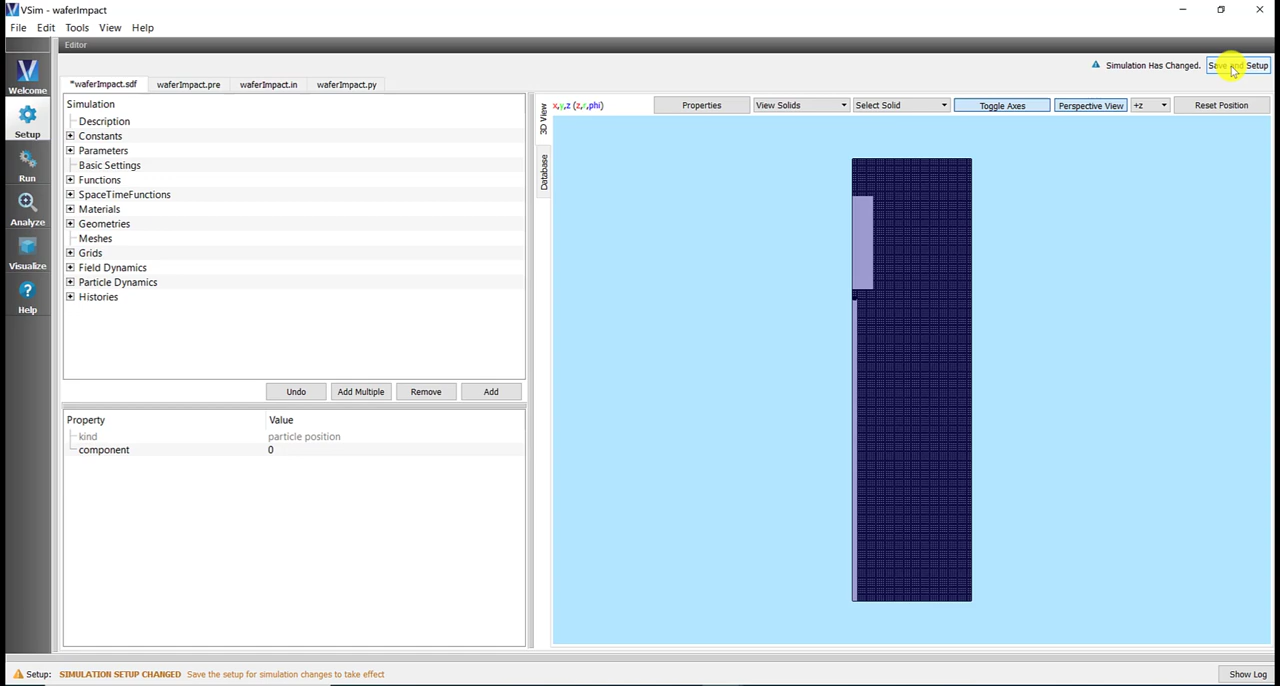 VSim - waferImpact
File Edit Tools View Help
Editor
Simulation Has Changed. Save and Setup
*waferImpact.sdf waferImpact.pre waferImpact.in waferImpact.py
Welcome
Setup
Run
Analyze
Visualize
Help
Simulation
Description
Constants
Parameters
Basic Settings
Functions
SpaceTimeFunctions
Materials
Geometries
Meshes
Grids
Field Dynamics
Particle Dynamics
Histories
Undo Add Multiple Remove Add
Property Value
kind particle position
component 0
3D View
Database
x,y,z (z,r,phi) Properties View Solids Select Solid Toggle Axes Perspective View +z Reset Position
Setup: SIMULATION SETUP CHANGED Save the setup for simulation changes to take effect Show Log